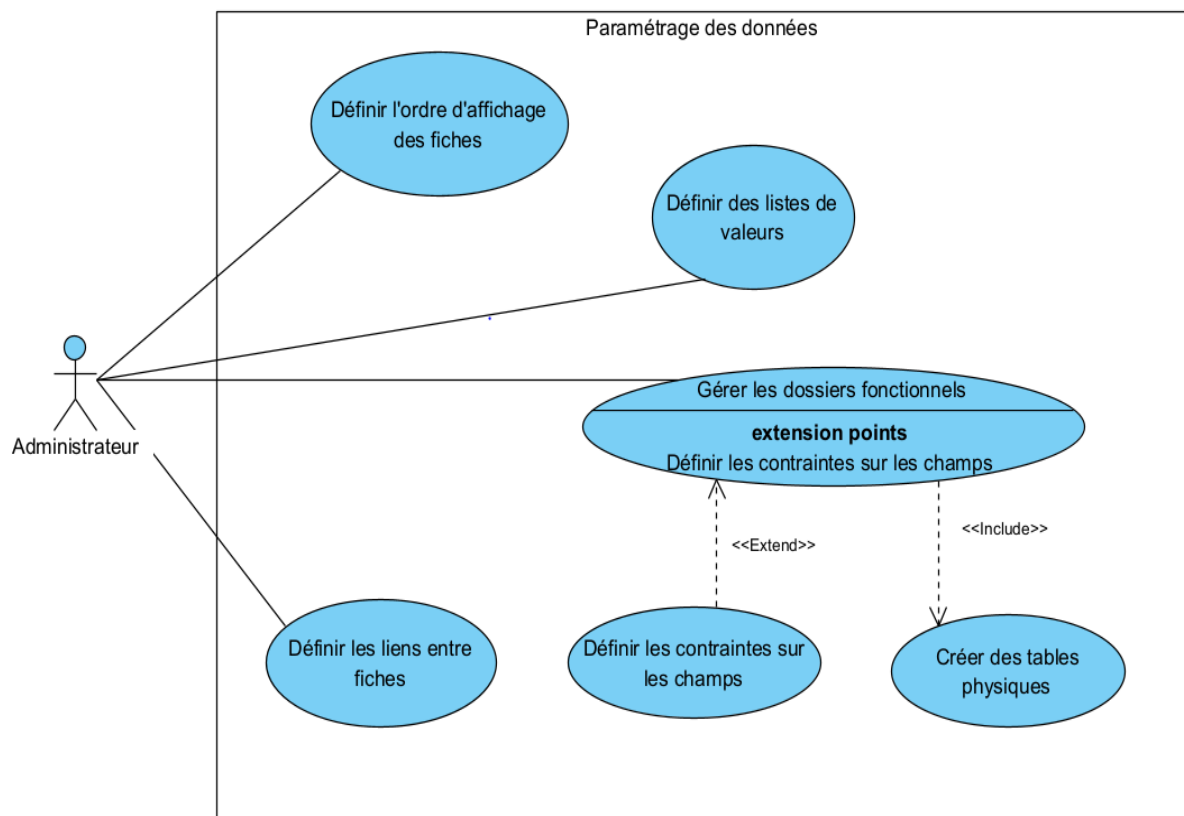 Paramétrage des données
Définir l'ordre d'affichage
des fiches
Définir des listes de
valeurs
Administrateur
Gérer les dossiers fonctionnels
extension points
Définir les contraintes sur les champs
<<Extend>>
<<Include>>
Définir les liens entre
fiches
Définir les contraintes sur
les champs
Créer des tables
physiques